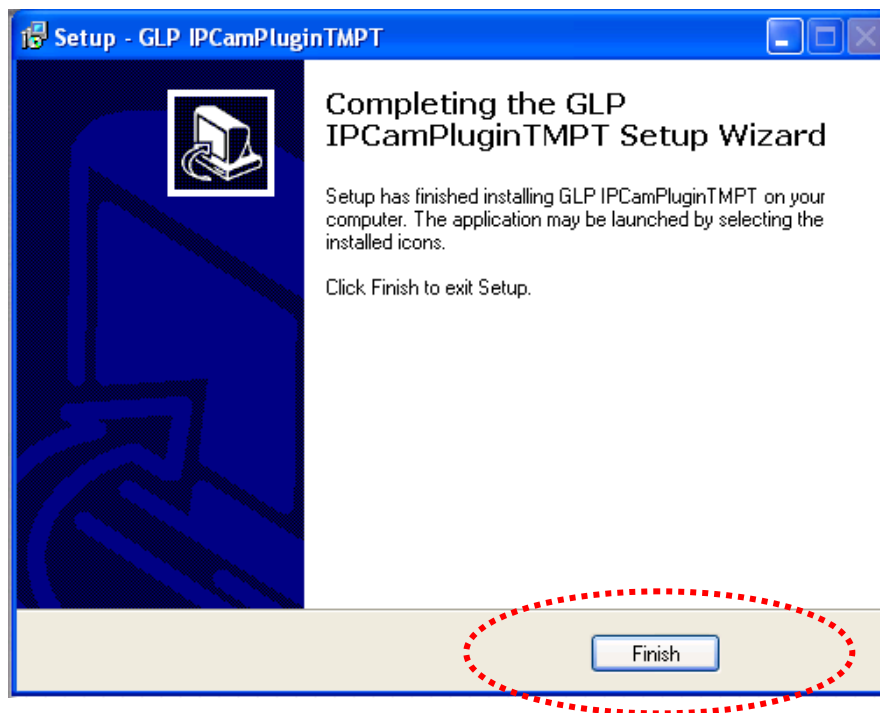 Setup - GLP IPCamPluginTMPT
Completing the GLP
IPCamPluginTMPT Setup Wizard
Setup has finished installing GLP IPCamPluginTMPT on your
computer. The application may be launched by selecting the
installed icons.
Click Finish to exit Setup.
Finish